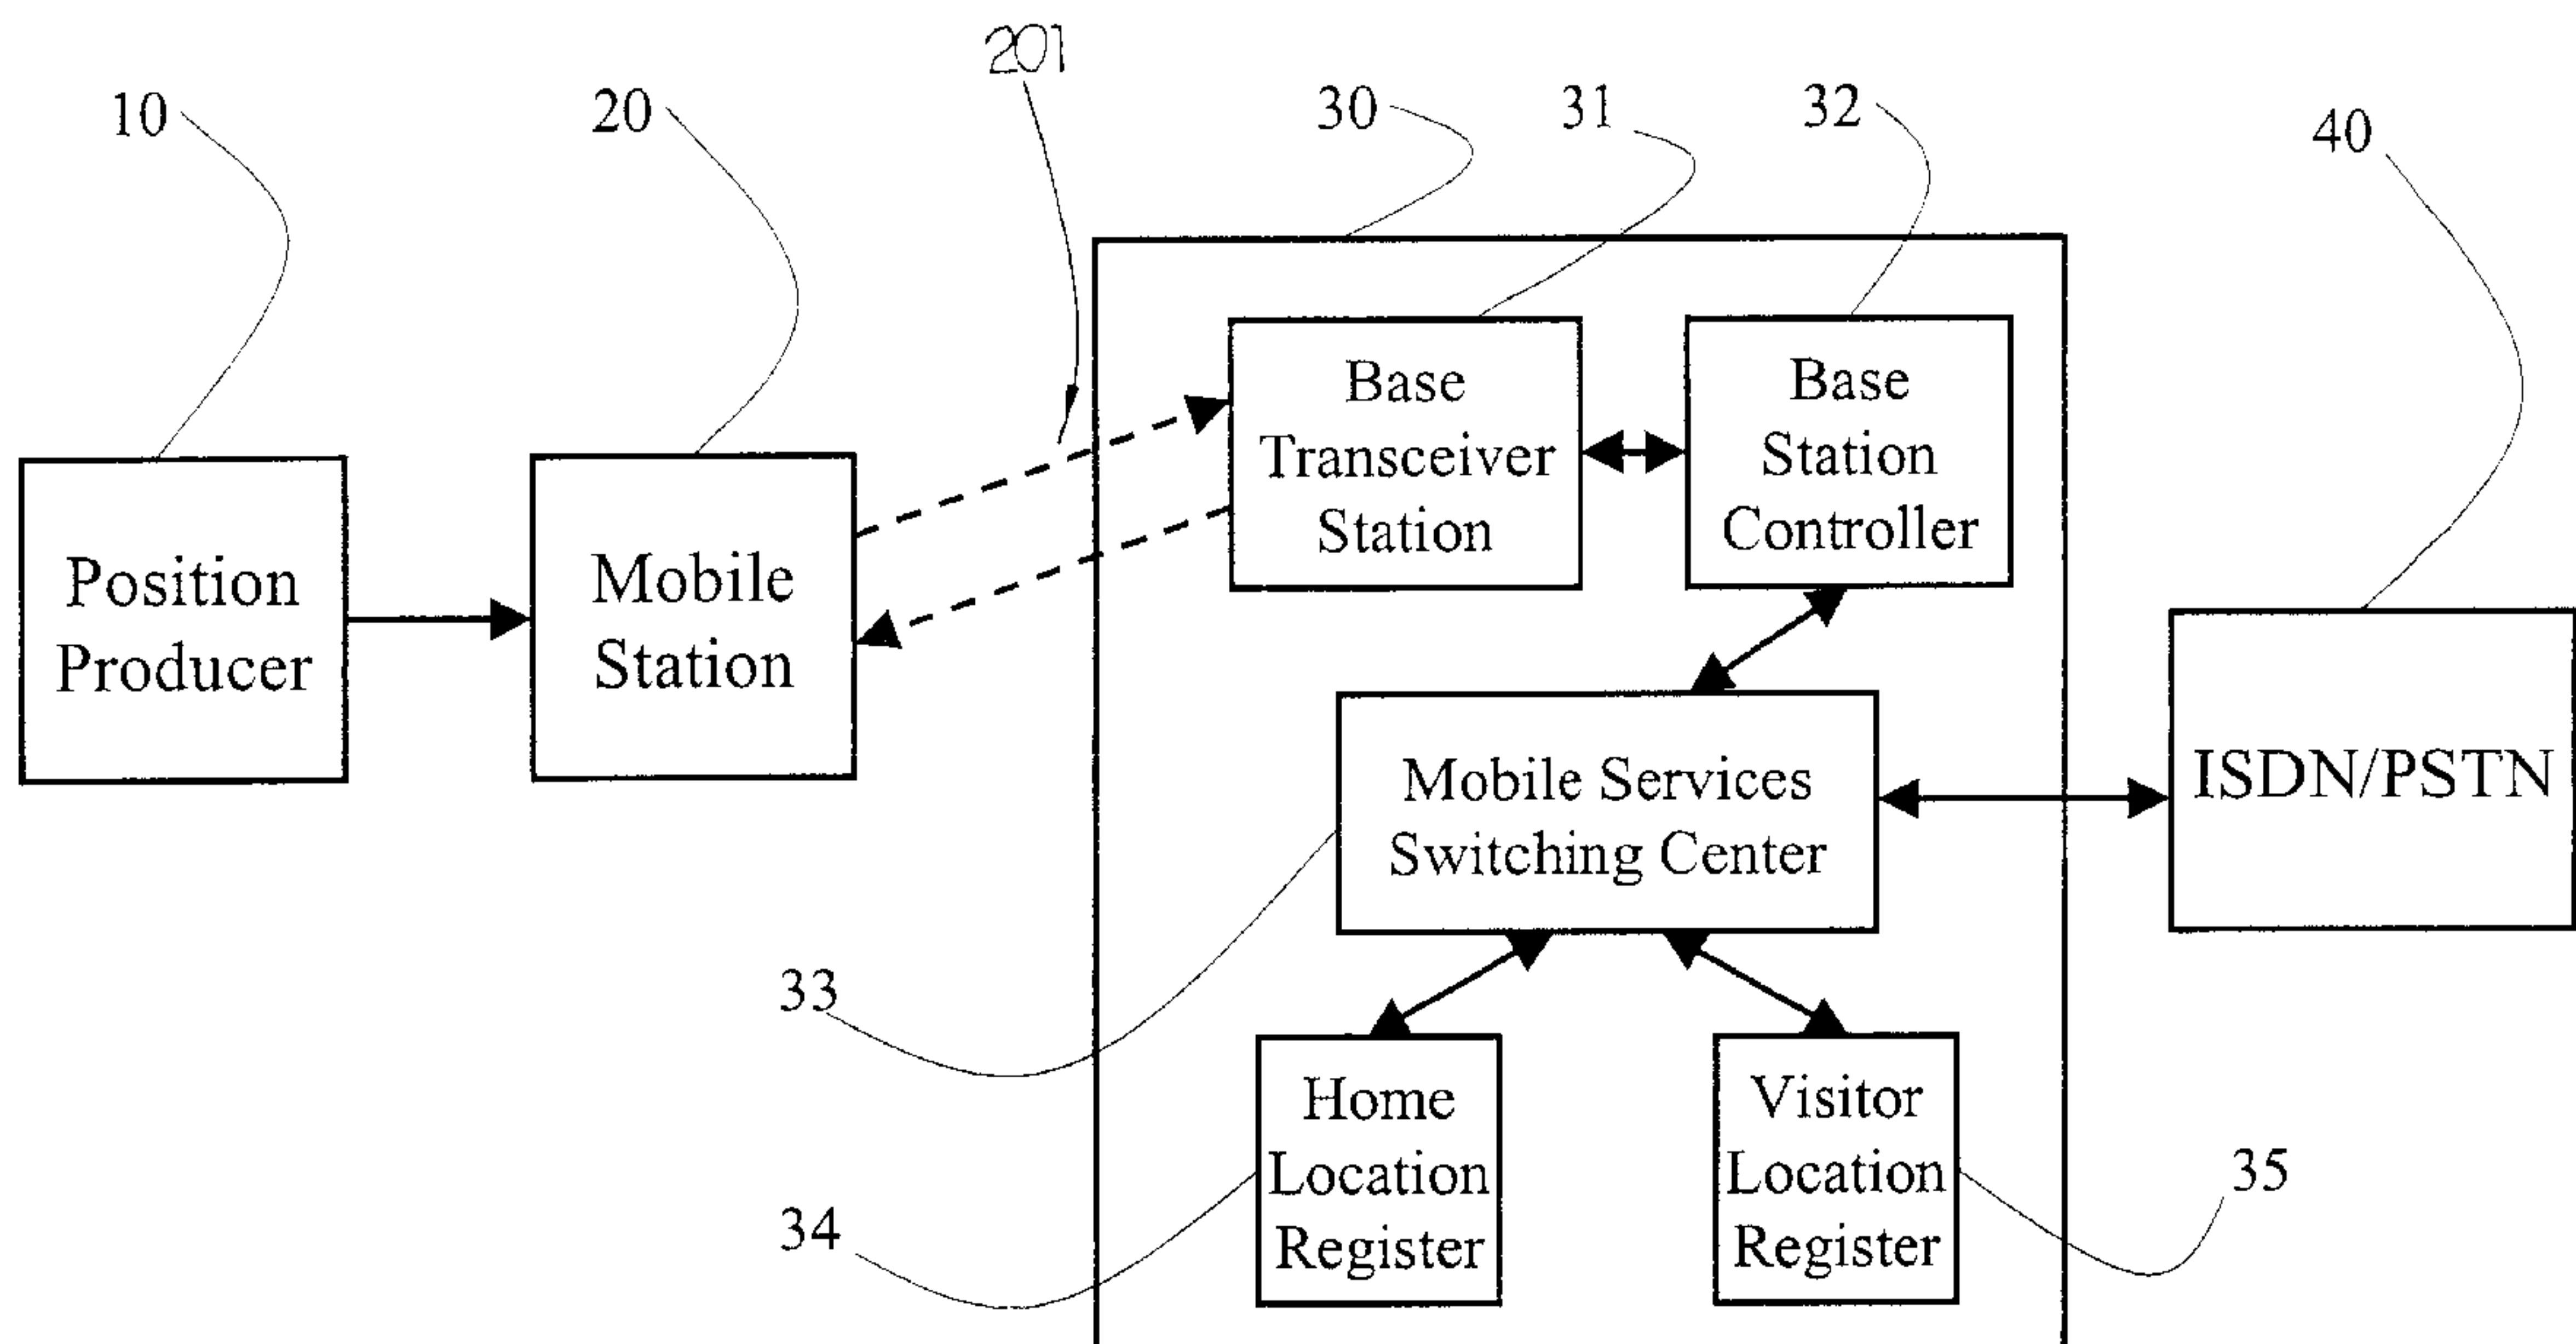 201
10
20
30
31
32
40
Position
Producer
Mobile
Station
Base
Transceiver
Station
Base
Station
Controller
Mobile Services
Switching Center
ISDN/PSTN
33
Home
Location
Register
Visitor
Location
Register
34
35